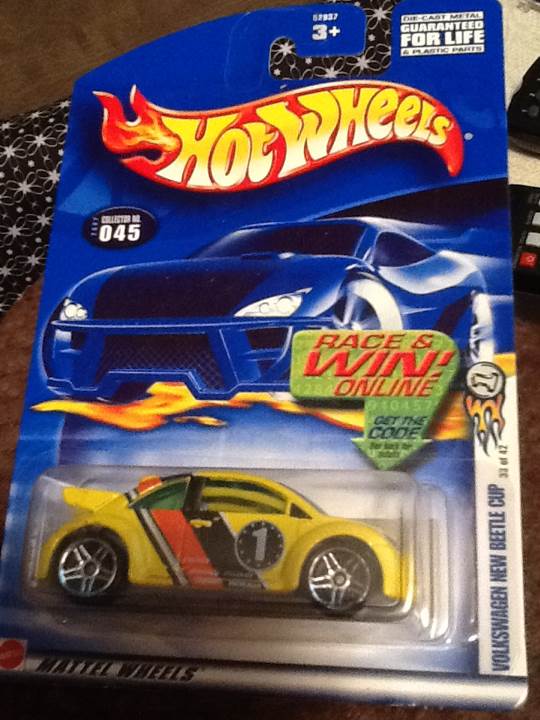 52937
3+
DIE-CAST METAL
GUARANTEED
FOR LIFE
& PLASTIC PARTS
HOT WHEELS
COLLECTOR NO.
045
RACE &
WIN!
ONLINE
GET THE
CODE
1
33 of 42
VOLKSWAGEN NEW BEETLE CUP
MATTEL WHEELS